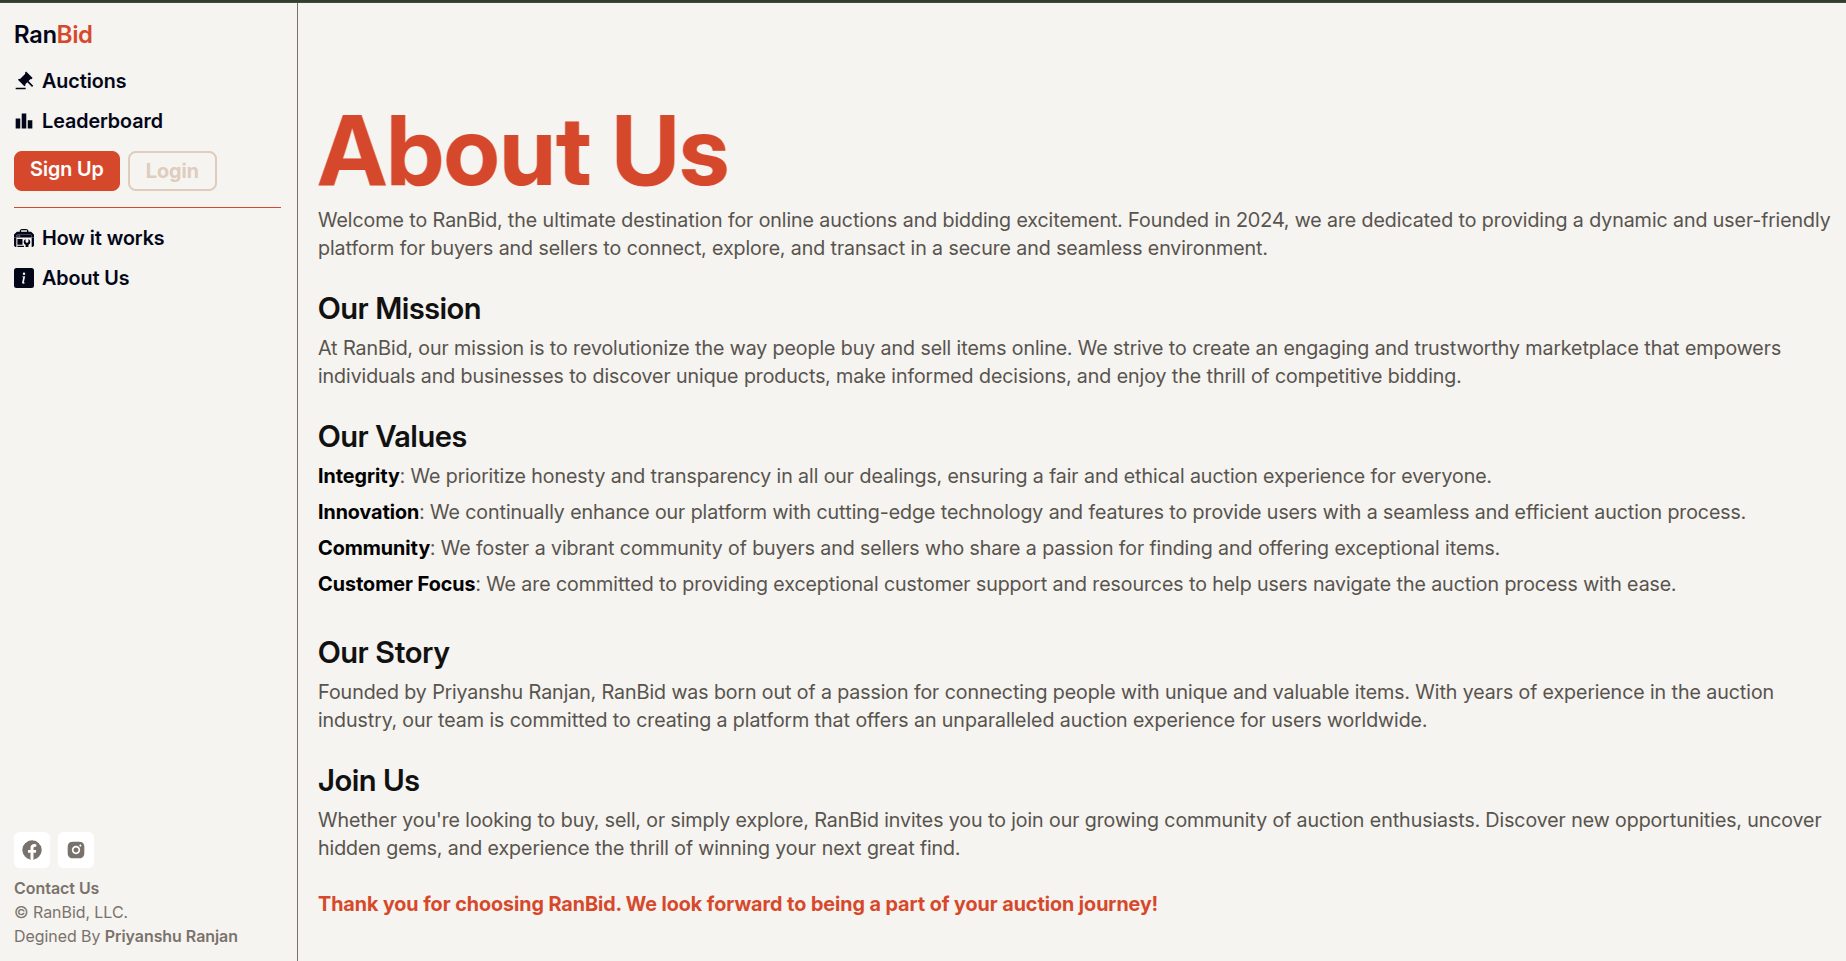 RanBid
Auctions
Leaderboard
Sign Up
Login
How it works
About Us
Contact Us
© RanBid, LLC.
Degined By Priyanshu Ranjan
About Us
Welcome to RanBid, the ultimate destination for online auctions and bidding excitement. Founded in 2024, we are dedicated to providing a dynamic and user-friendly
platform for buyers and sellers to connect, explore, and transact in a secure and seamless environment.
Our Mission
At RanBid, our mission is to revolutionize the way people buy and sell items online. We strive to create an engaging and trustworthy marketplace that empowers
individuals and businesses to discover unique products, make informed decisions, and enjoy the thrill of competitive bidding.
Our Values
Integrity: We prioritize honesty and transparency in all our dealings, ensuring a fair and ethical auction experience for everyone.
Innovation: We continually enhance our platform with cutting-edge technology and features to provide users with a seamless and efficient auction process.
Community: We foster a vibrant community of buyers and sellers who share a passion for finding and offering exceptional items.
Customer Focus: We are committed to providing exceptional customer support and resources to help users navigate the auction process with ease.
Our Story
Founded by Priyanshu Ranjan, RanBid was born out of a passion for connecting people with unique and valuable items. With years of experience in the auction
industry, our team is committed to creating a platform that offers an unparalleled auction experience for users worldwide.
Join Us
Whether you're looking to buy, sell, or simply explore, RanBid invites you to join our growing community of auction enthusiasts. Discover new opportunities, uncover
hidden gems, and experience the thrill of winning your next great find.
Thank you for choosing RanBid. We look forward to being a part of your auction journey!